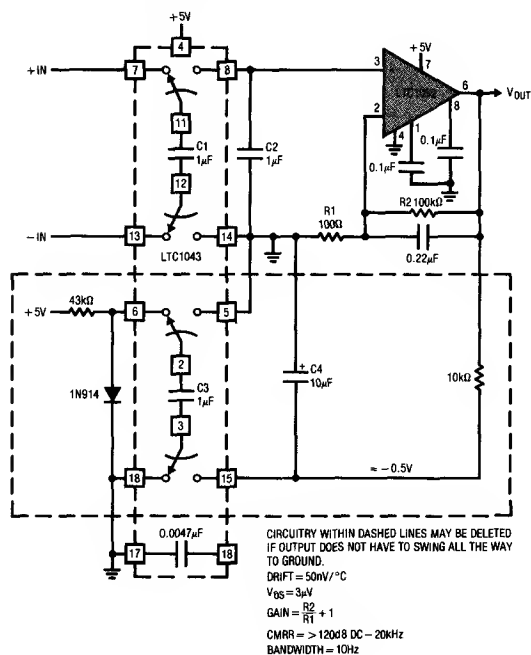 +5V
4
+IN
7
8
3
+5V
7
6
VOUT
2
8
4
1
11
C1
1μF
C2
1μF
12
0.1μF
0.1μF
R2 100kΩ
R1
100Ω
-IN
13
14
LTC1043
0.22μF
+5V
43kΩ
6
5
2
C3
1μF
3
+
C4
10μF
10kΩ
1N914
18
15
≈ -0.5V
17
0.0047μF
18
CIRCUITRY WITHIN DASHED LINES MAY BE DELETED
IF OUTPUT DOES NOT HAVE TO SWING ALL THE WAY
TO GROUND.
DRIFT = 50nV/°C
VOS = 3μV
GAIN = R2/R1 + 1
CMRR = > 120d8 DC – 20kHz
BANDWIDTH = 10Hz